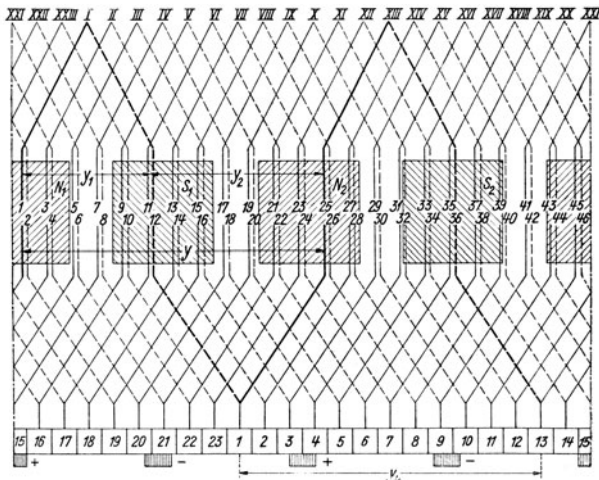 XXI XXII XXIII I II III IV V VI VII VIII IX X XI XII XIII XIV XV XVI XVII XVIII XIX XX XXI
N₁ y₁ S₁ y₂ N₂ S₂
1 3 5 7 9 11 13 15 17 19 21 23 25 27 29 31 33 35 37 39 41 43 45
2 4 6 8 10 12 14 16 18 20 22 24 26 28 30 32 34 36 38 40 42 44 46
y
15 16 17 18 19 20 21 22 23 1 2 3 4 5 6 7 8 9 10 11 12 13 14 15
+ − + −